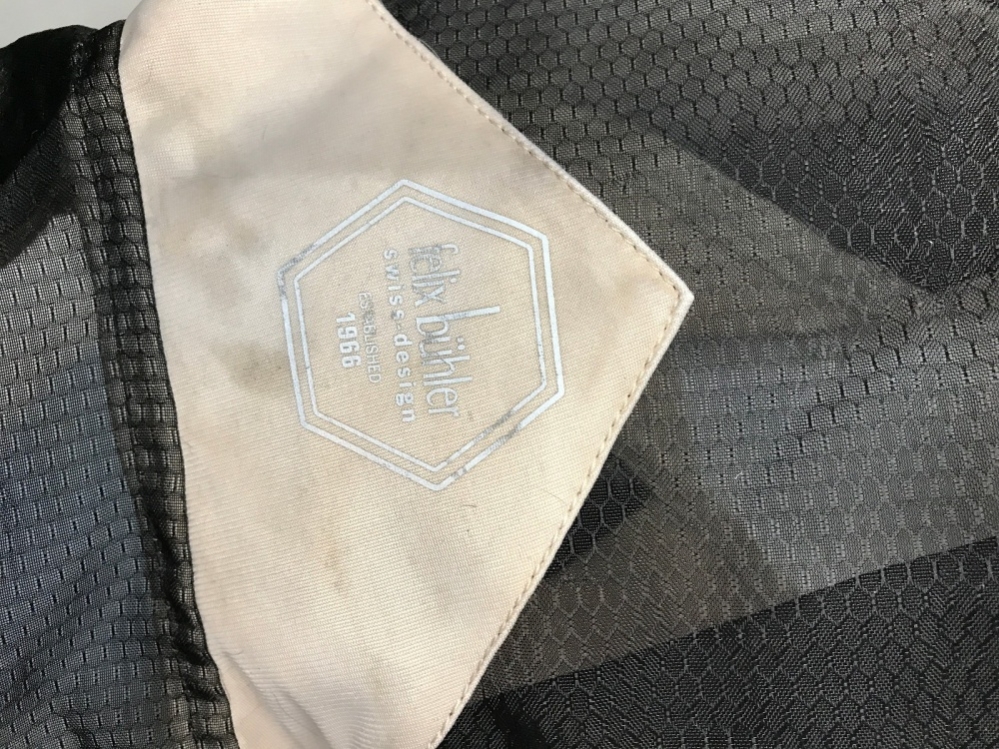 felix bühler
swiss·design
ESTABLISHED
1966